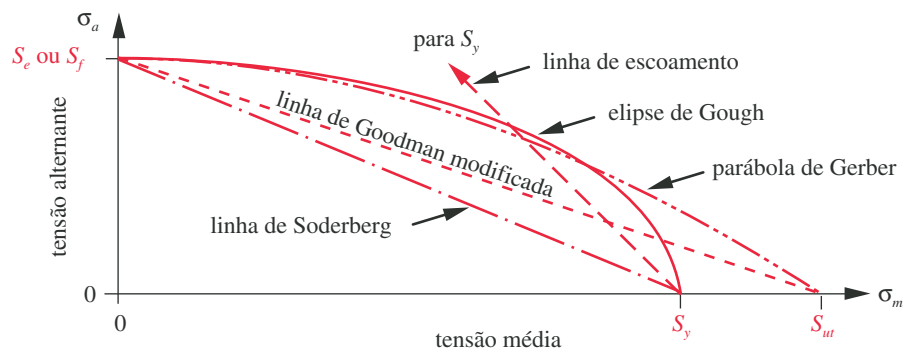 σa
Se ou Sf
para Sy
linha de escoamento
elipse de Gough
linha de Goodman modificada
parábola de Gerber
linha de Soderberg
tensão alternante
0
0
tensão média
Sy
Sut
σm